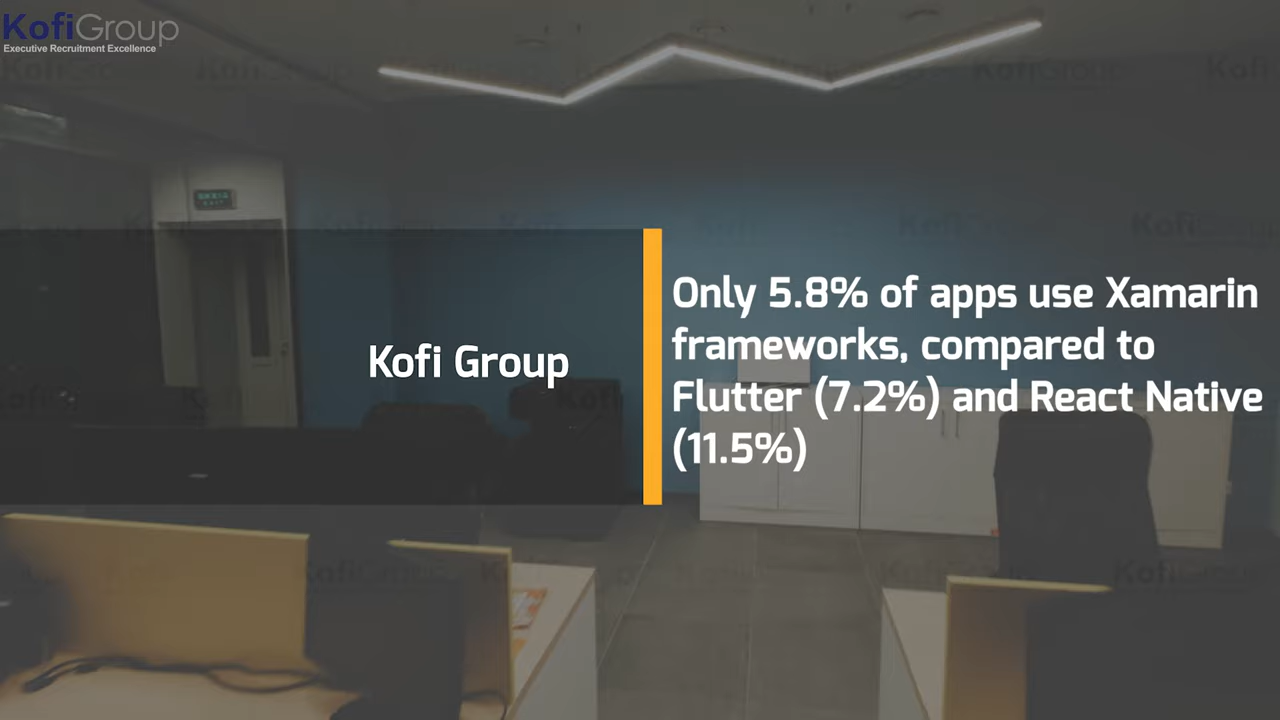 KofiGroup
Executive Recruitment Excellence
EXIT
Kofi Group
Only 5.8% of apps use Xamarin
frameworks, compared to
Flutter (7.2%) and React Native
(11.5%)